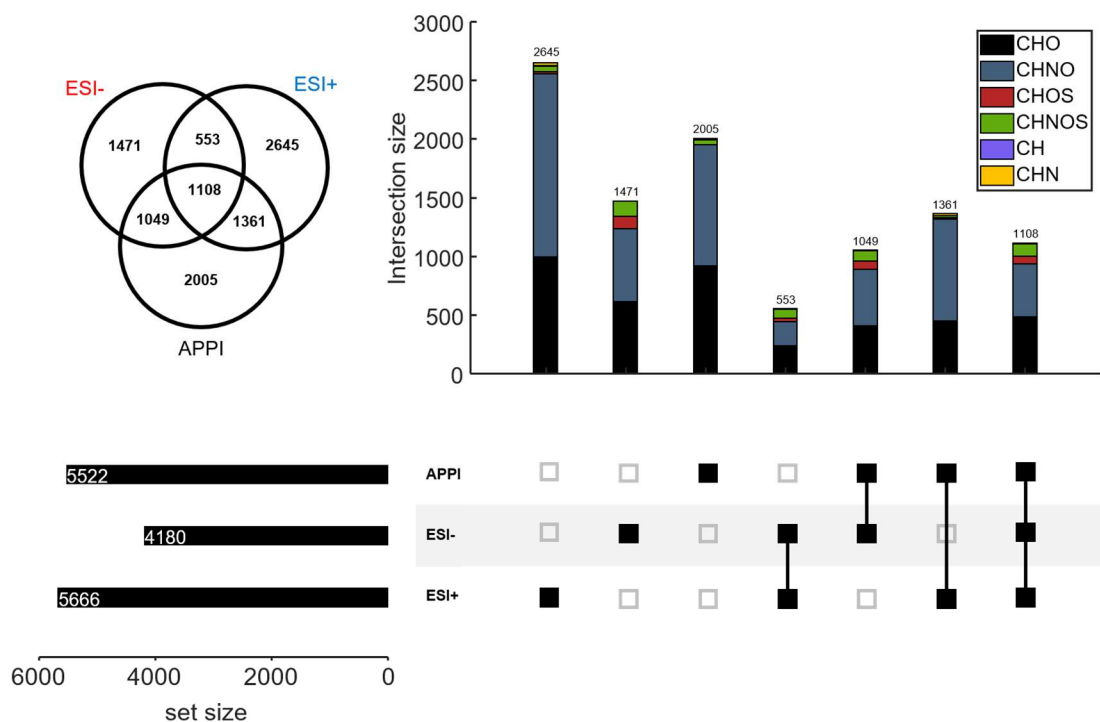 ESI-
ESI+
1471
553
2645
1108
1049
1361
2005
APPI
Intersection size
3000
2500
2000
1500
1000
500
0
2645
1471
2005
553
1049
1361
1108
CHO
CHNO
CHOS
CHNOS
CH
CHN
5522
4180
5666
6000
4000
2000
0
set size
APPI
ESI-
ESI+